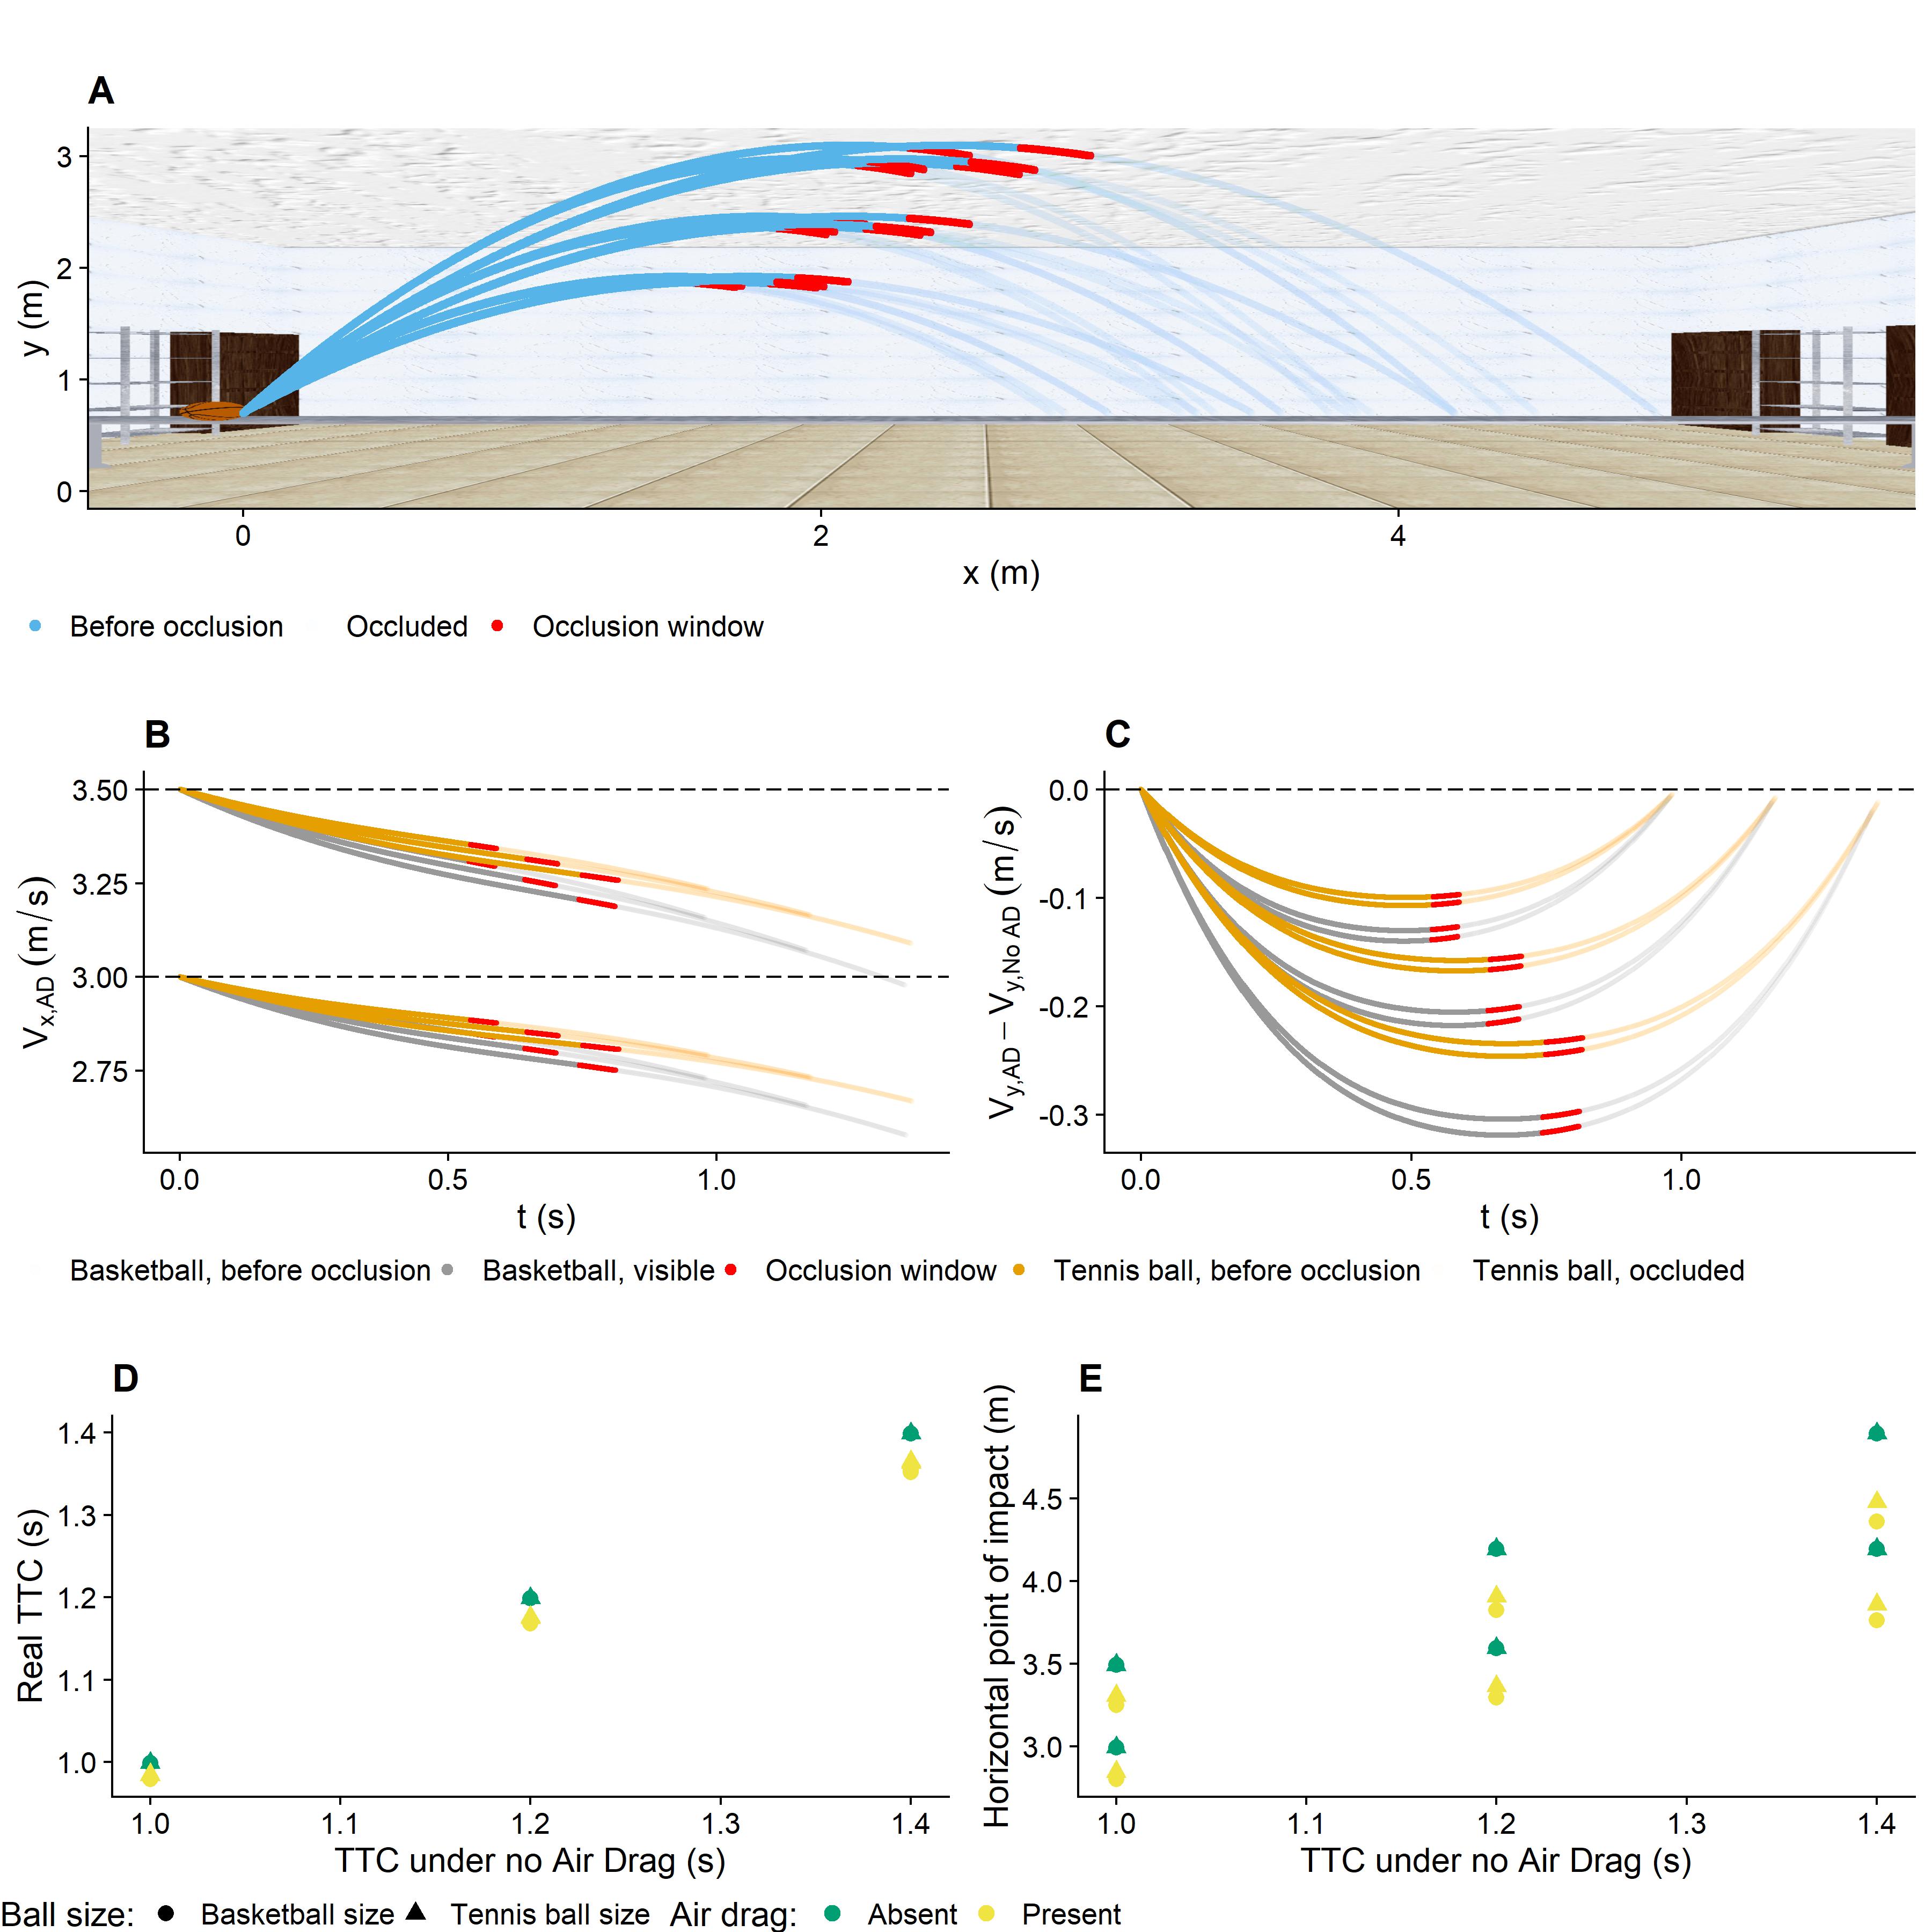 A
y (m)
3
2
1
0
0 2 4
x (m)
Before occlusion Occluded Occlusion window
B
V x,AD (m/s)
3.50
3.25
3.00
2.75
0.0 0.5 1.0
t (s)
C
V y,AD – V y,No AD (m/s)
0.0
-0.1
-0.2
-0.3
0.0 0.5 1.0
t (s)
Basketball, before occlusion Basketball, visible Occlusion window Tennis ball, before occlusion Tennis ball, occluded
D
Real TTC (s)
1.4
1.3
1.2
1.1
1.0
1.0 1.1 1.2 1.3 1.4
TTC under no Air Drag (s)
E
Horizontal point of impact (m)
4.5
4.0
3.5
3.0
1.0 1.1 1.2 1.3 1.4
TTC under no Air Drag (s)
Ball size: Basketball size Tennis ball size Air drag: Absent Present